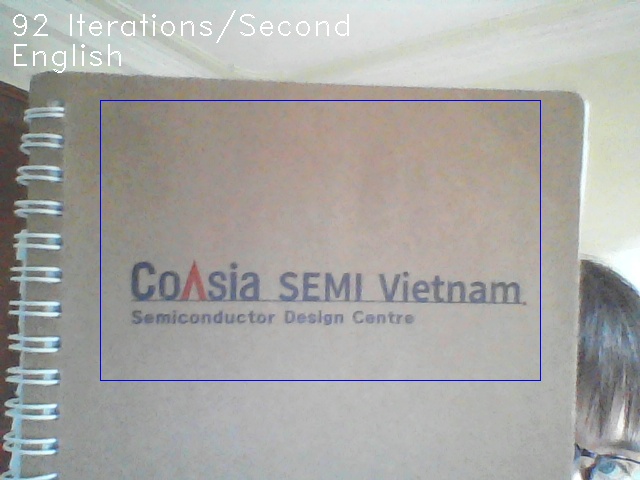 92 Iterations/Second
English
CoAsia SEMI Vietnam
Semiconductor Design Centre